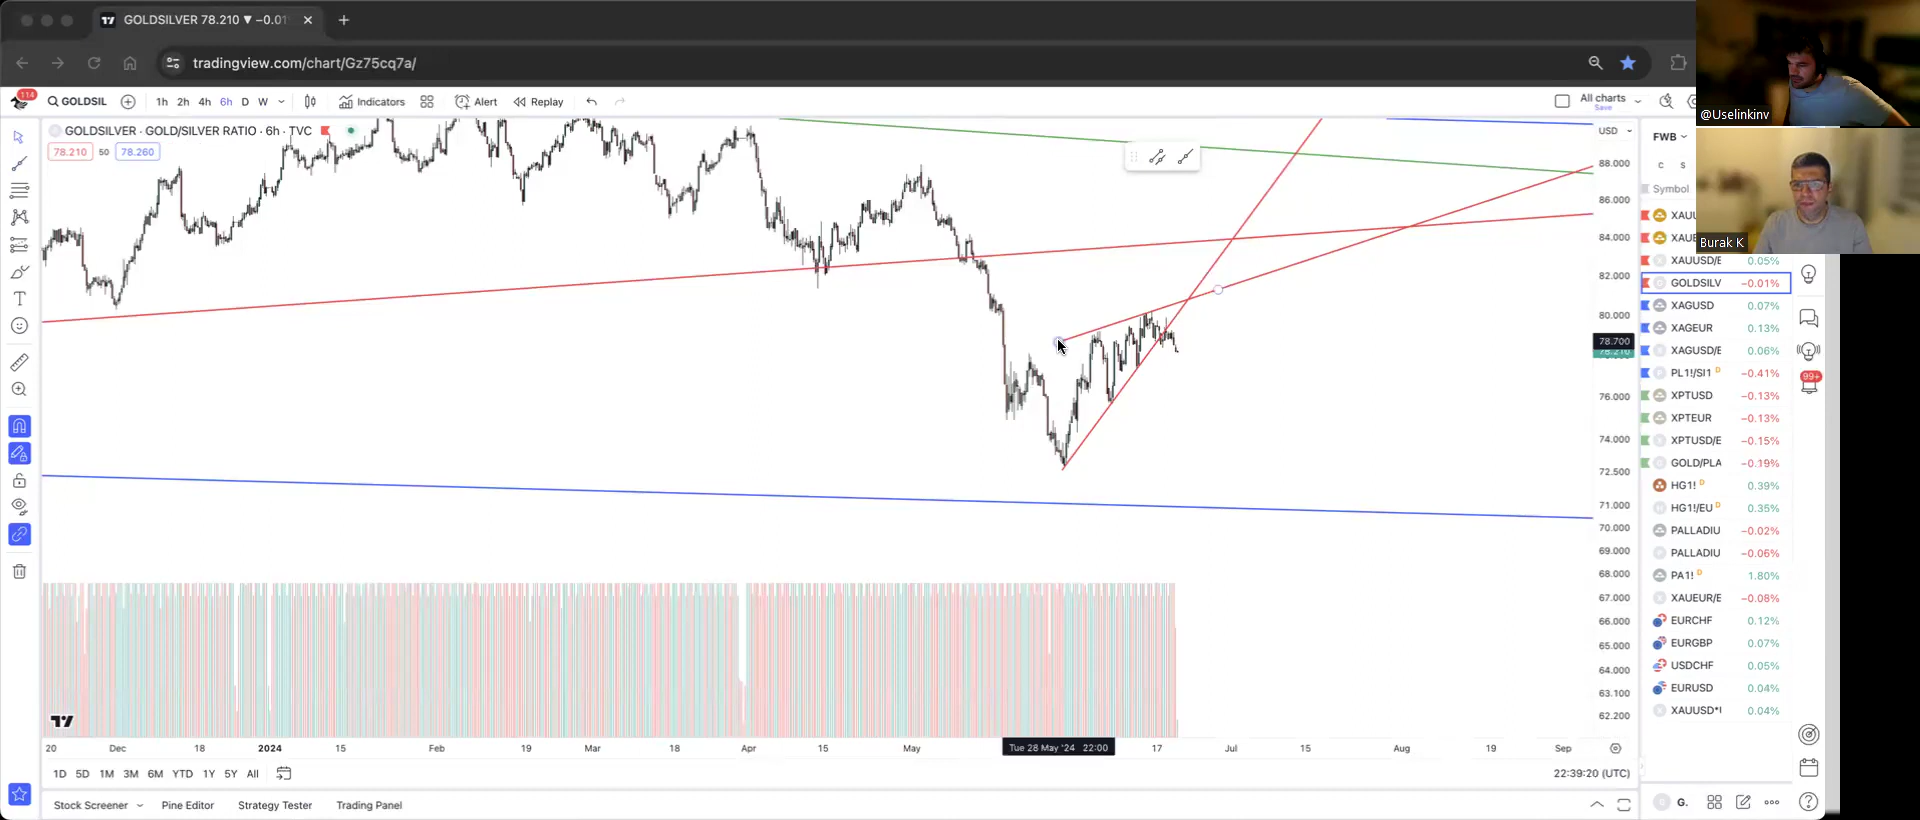 GOLDSILVER 78.210 ▼ −0.01
tradingview.com/chart/Gz75cq7a/
@Uselinkinv
Burak K
114
GOLDSIL
1h 2h 4h 6h D W
Indicators
Alert
Replay
All charts
Save
GOLDSILVER · GOLD/SILVER RATIO · 6h · TVC
78.210 50 78.260
USD
88.000
86.000
84.000
82.000
80.000
78.700
78.210
76.000
74.000
72.500
71.000
70.000
69.000
68.000
67.000
66.000
65.000
64.000
63.100
62.200
20 Dec 18 2024 15 Feb 19 Mar 18 Apr 15 May Tue 28 May '24 22:00 17 Jul 15 Aug 19 Sep
1D 5D 1M 3M 6M YTD 1Y 5Y All
22:39:20 (UTC)
Stock Screener Pine Editor Strategy Tester Trading Panel
FWB
C S
Symbol
XAUU
XAUE
XAUUSD/E 0.05%
GOLDSILV −0.01%
XAGUSD 0.07%
XAGEUR 0.13%
XAGUSD/E 0.06%
PL1!/SI1 D −0.41%
XPTUSD −0.13%
XPTEUR −0.13%
XPTUSD/E −0.15%
GOLD/PLA −0.19%
HG1! D 0.39%
HG1!/EU D 0.35%
PALLADIU −0.02%
PALLADIU −0.06%
PA1! D 1.80%
XAUEUR/E −0.08%
EURCHF 0.12%
EURGBP 0.07%
USDCHF 0.05%
EURUSD 0.04%
XAUUSD*( 0.04%
G.
99+